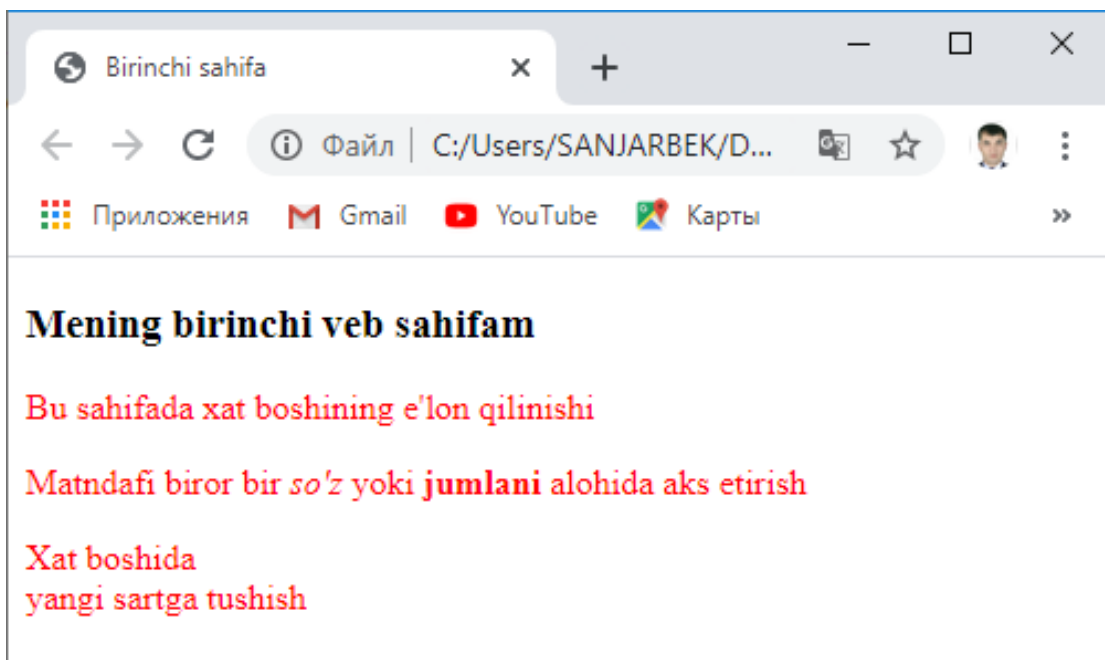 Birinchi sahifa
Файл C:/Users/SANJARBEK/D...
Приложения Gmail YouTube Карты
Mening birinchi veb sahifam
Bu sahifada xat boshining e'lon qilinishi
Matndafi biror bir so'z yoki jumlani alohida aks etirish
Xat boshida
yangi sartga tushish